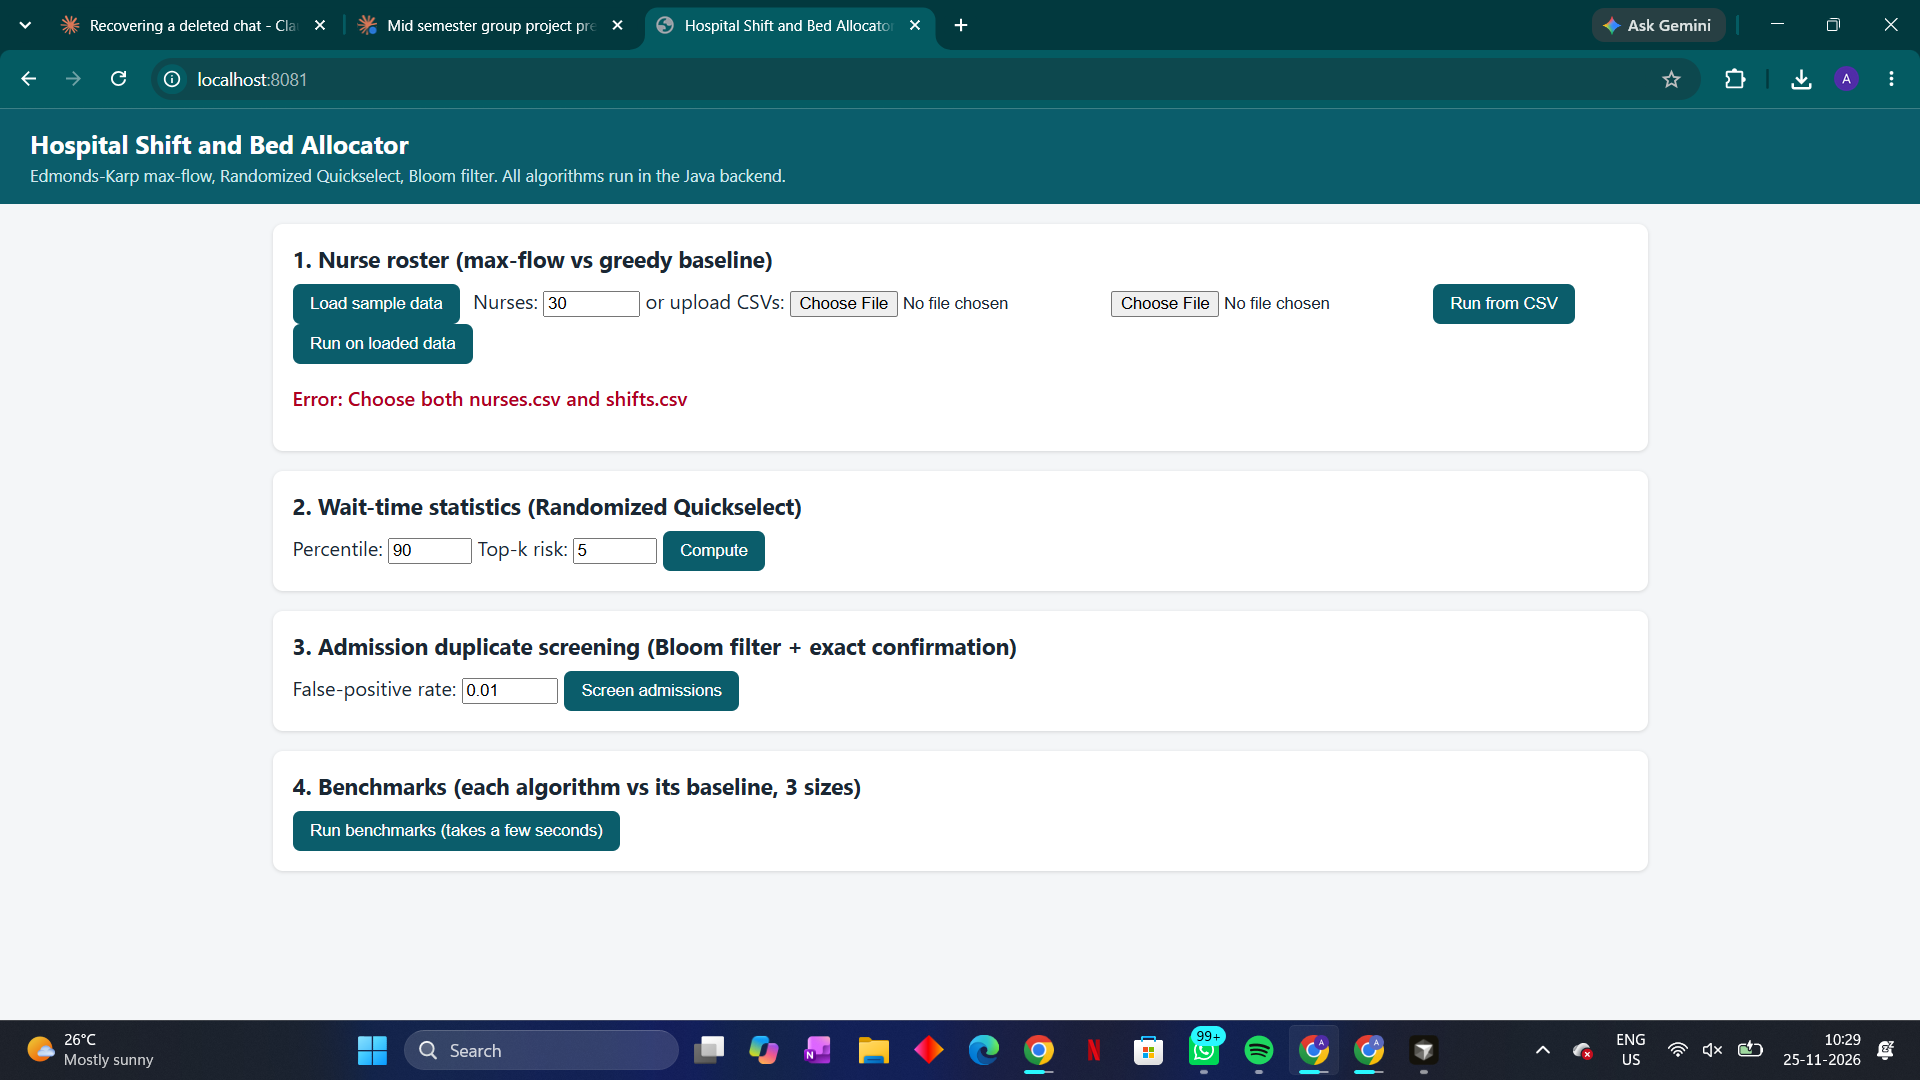 Recovering a deleted chat - Cla
Mid semester group project pre
Hospital Shift and Bed Allocator
Ask Gemini
localhost:8081
A
Hospital Shift and Bed Allocator
Edmonds-Karp max-flow, Randomized Quickselect, Bloom filter. All algorithms run in the Java backend.
1. Nurse roster (max-flow vs greedy baseline)
Load sample data Nurses: 30 or upload CSVs: Choose File No file chosen Choose File No file chosen Run from CSV
Run on loaded data
Error: Choose both nurses.csv and shifts.csv
2. Wait-time statistics (Randomized Quickselect)
Percentile: 90 Top-k risk: 5 Compute
3. Admission duplicate screening (Bloom filter + exact confirmation)
False-positive rate: 0.01 Screen admissions
4. Benchmarks (each algorithm vs its baseline, 3 sizes)
Run benchmarks (takes a few seconds)
26°C
Mostly sunny
Search
N
N
99+
A
A
ENG
US
10:29
25-11-2026